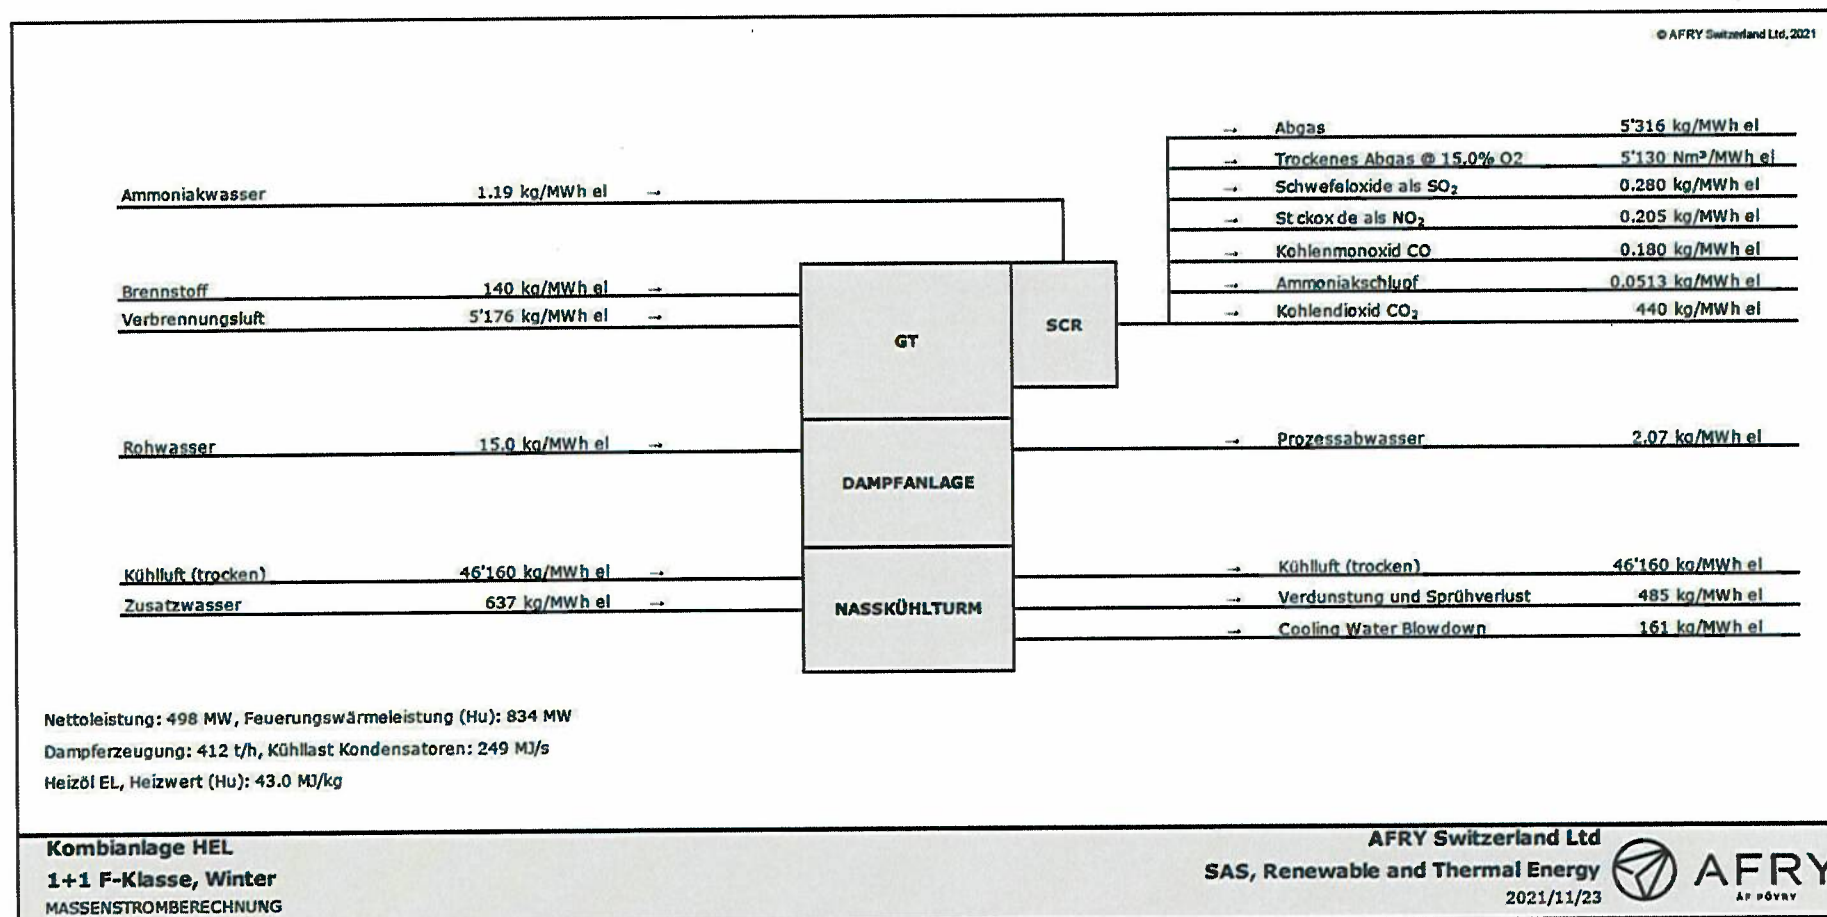 © AFRY Switzerland Ltd, 2021
→ Abgas 5'316 kg/MWh el
→ Trockenes Abgas @ 15.0% O2 5'130 Nm³/MWh el
Ammoniakwasser 1.19 kg/MWh el →
→ Schwefeloxide als SO₂ 0.280 kg/MWh el
→ St ckox de als NO₂ 0.205 kg/MWh el
→ Kohlenmonoxid CO 0.180 kg/MWh el
→ Ammoniakschlupf 0.0513 kg/MWh el
→ Kohlendioxid CO₂ 440 kg/MWh el
Brennstoff 140 kg/MWh el →
Verbrennungsluft 5'176 kg/MWh el →
GT
SCR
Rohwasser 15.0 kg/MWh el →
→ Prozessabwasser 2.07 kg/MWh el
DAMPFANLAGE
Kühlluft (trocken) 46'160 kg/MWh el →
Zusatzwasser 637 kg/MWh el →
NASSKÜHLTURM
→ Kühlluft (trocken) 46'160 kg/MWh el
→ Verdunstung und Sprühverlust 485 kg/MWh el
→ Cooling Water Blowdown 161 kg/MWh el
Nettoleistung: 498 MW, Feuerungswärmeleistung (Hu): 834 MW
Dampferzeugung: 412 t/h, Kühllast Kondensatoren: 249 MJ/s
Heizöl EL, Heizwert (Hu): 43.0 MJ/kg
Kombianlage HEL
1+1 F-Klasse, Winter
MASSENSTROMBERECHNUNG
AFRY Switzerland Ltd
SAS, Renewable and Thermal Energy
2021/11/23
AFRY
ÅF PÖYRY